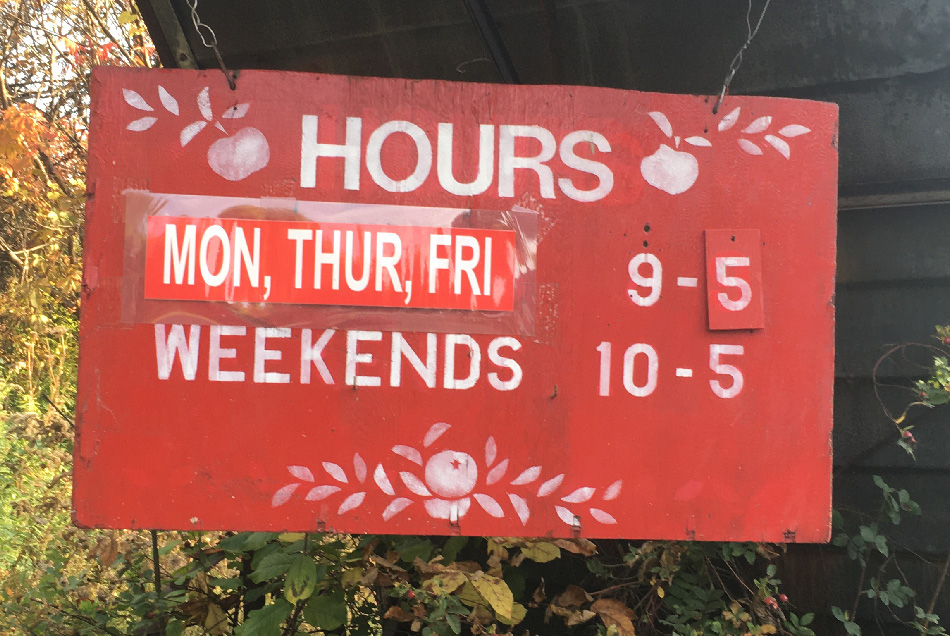 HOURS
MON, THUR, FRI 9-5
WEEKENDS 10-5